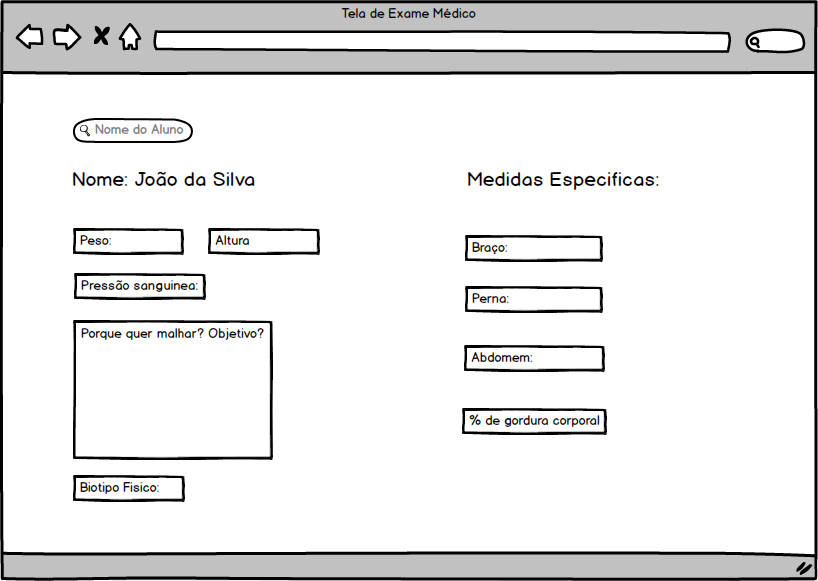 Tela de Exame Médico
Nome do Aluno
Nome: João da Silva
Peso:
Altura
Pressão sanguinea:
Porque quer malhar? Objetivo?
Biotipo Fisico:
Medidas Especificas:
Braço:
Perna:
Abdomem:
% de gordura corporal